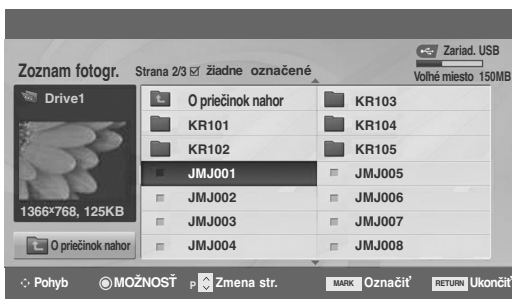 Zariad. USB
Zoznam fotogr. Strana 2/3 žiadne označené
Voľné miesto 150MB
Drive1
O priečinok nahor KR103
KR101 KR104
KR102 KR105
JMJ001 JMJ005
JMJ002 JMJ006
JMJ003 JMJ007
JMJ004 JMJ008
1366x768, 125KB
O priečinok nahor
Pohyb MOŽNOSŤ P Zmena str. MARK Označiť RETURN Ukončiť